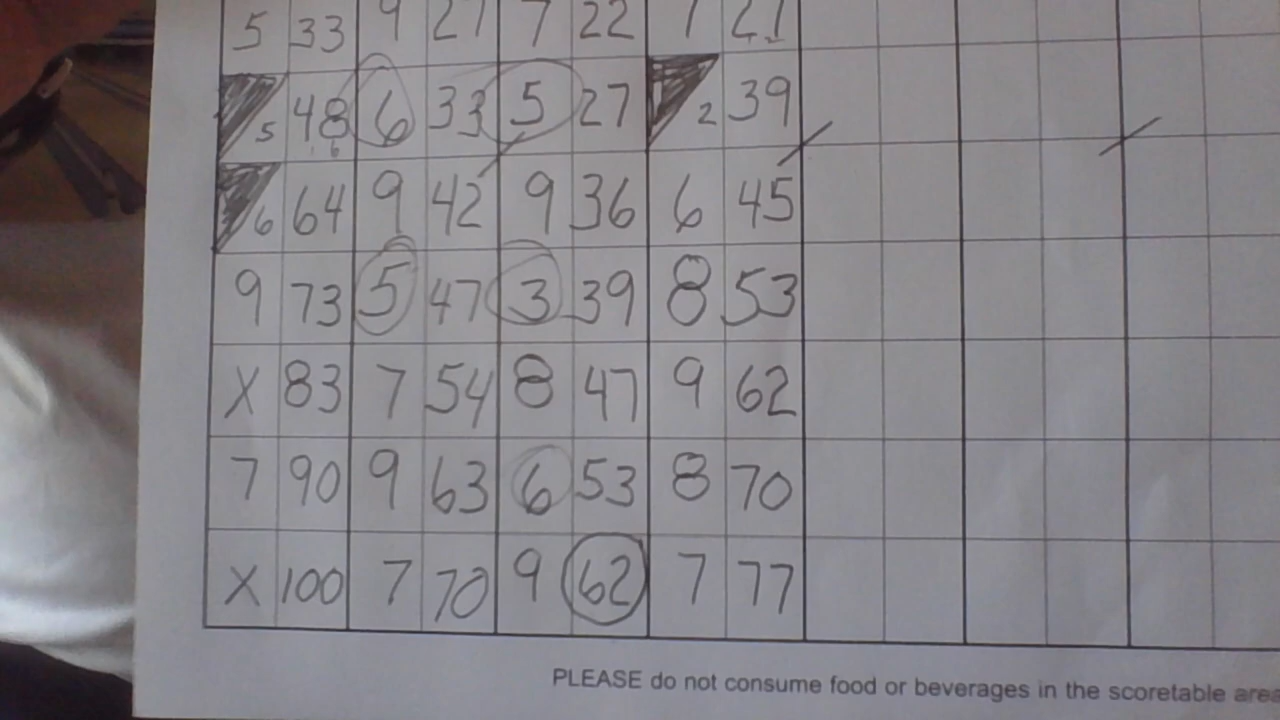 5 33 9 27 7 22 7 21
5 48 6 33 5 27 2 39
6 64 9 42 9 36 6 45
9 73 5 47 3 39 8 53
X 83 7 54 8 47 9 62
7 90 9 63 6 53 8 70
X 100 7 70 9 62 7 77
PLEASE do not consume food or beverages in the scoretable area